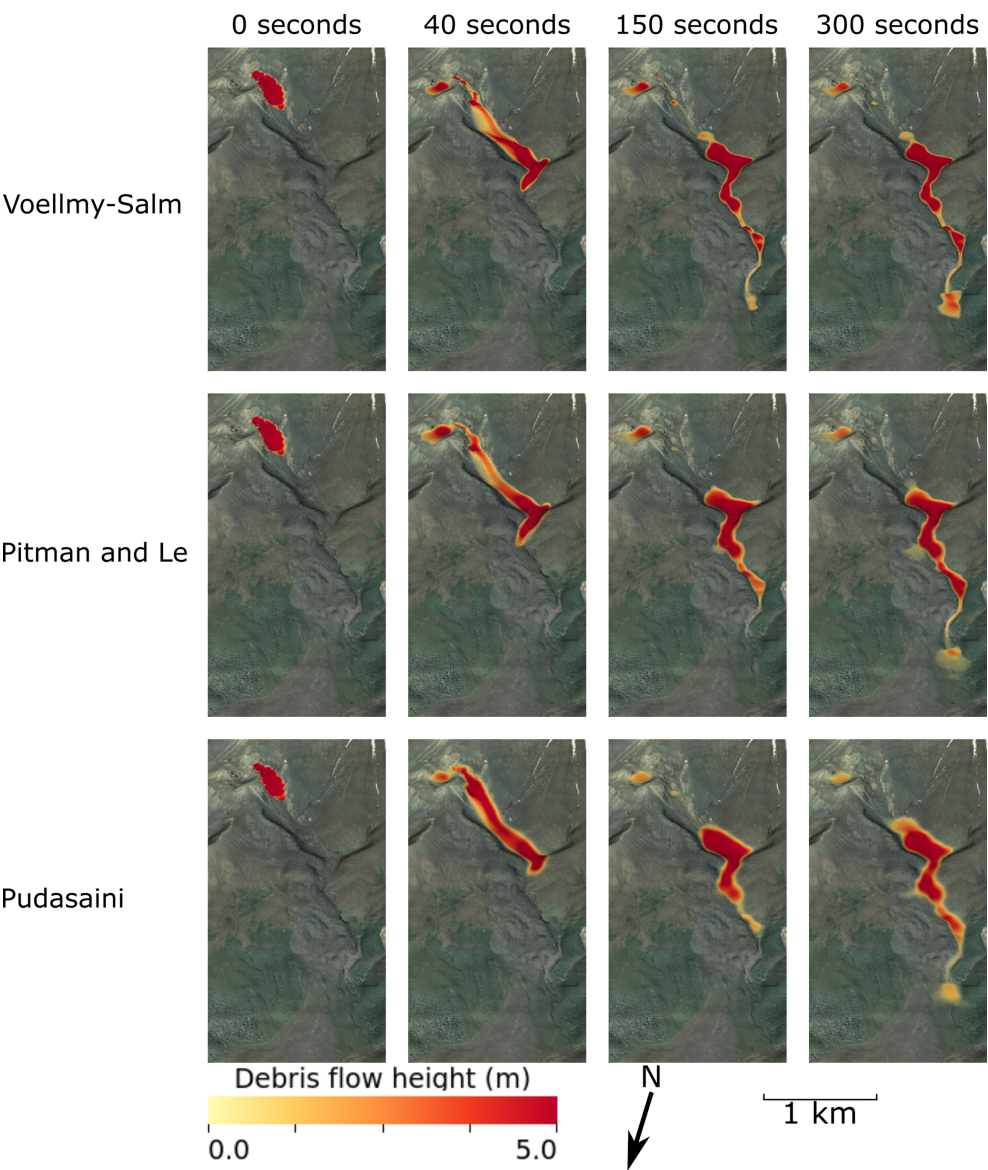 0 seconds
40 seconds
150 seconds
300 seconds
Voellmy-Salm
Pitman and Le
Pudasaini
Debris flow height (m)
0.0
5.0
N
1 km